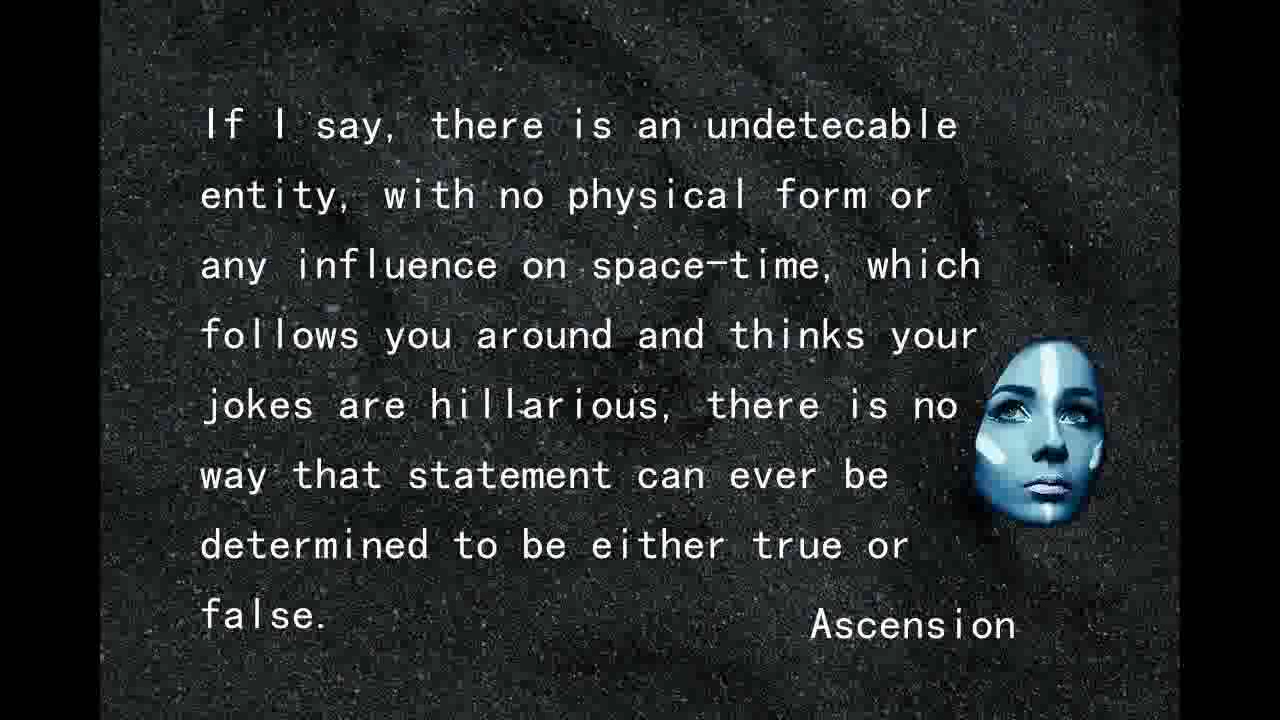 If I say, there is an undetecable
entity, with no physical form or
any influence on space-time, which
follows you around and thinks your
jokes are hillarious, there is no
way that statement can ever be
determined to be either true or
false.
Ascension